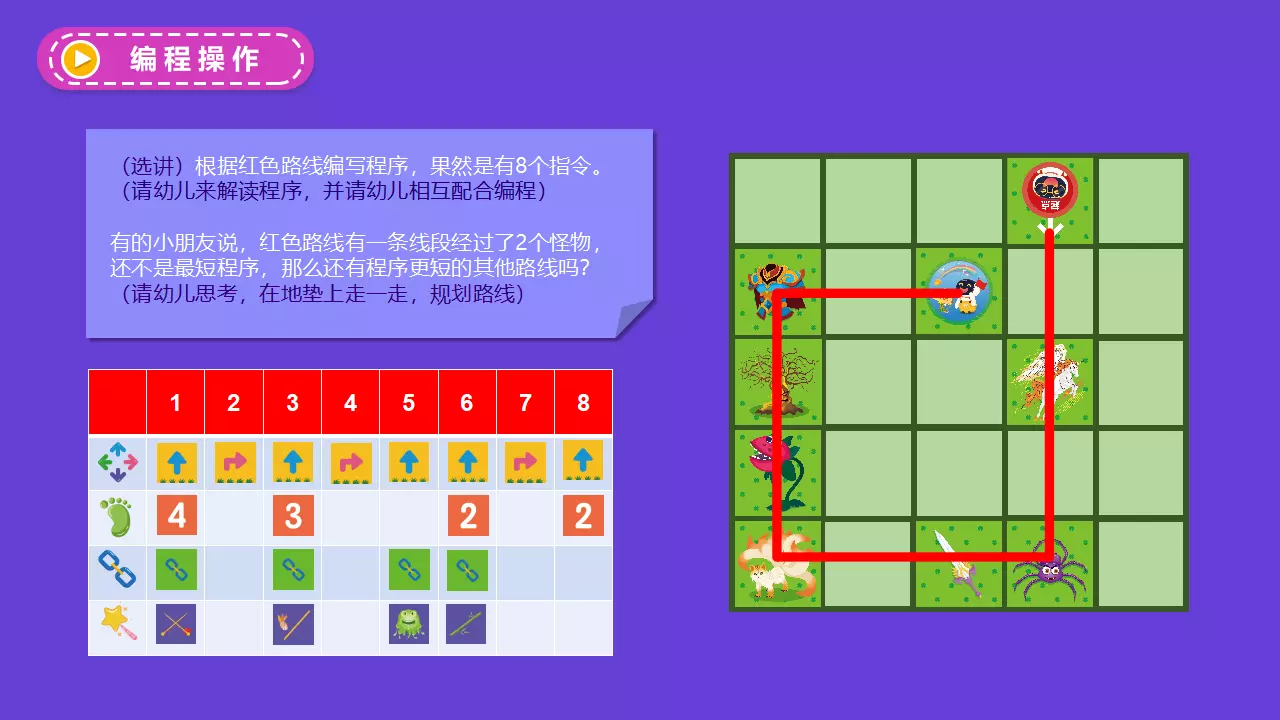 编程操作
（选讲）根据红色路线编写程序，果然是有8个指令。
（请幼儿来解读程序，并请幼儿相互配合编程）
有的小朋友说，红色路线有一条线段经过了2个怪物，
还不是最短程序，那么还有程序更短的其他路线吗？
（请幼儿思考，在地垫上走一走，规划路线）
1 2 3 4 5 6 7 8
4 3 2 2